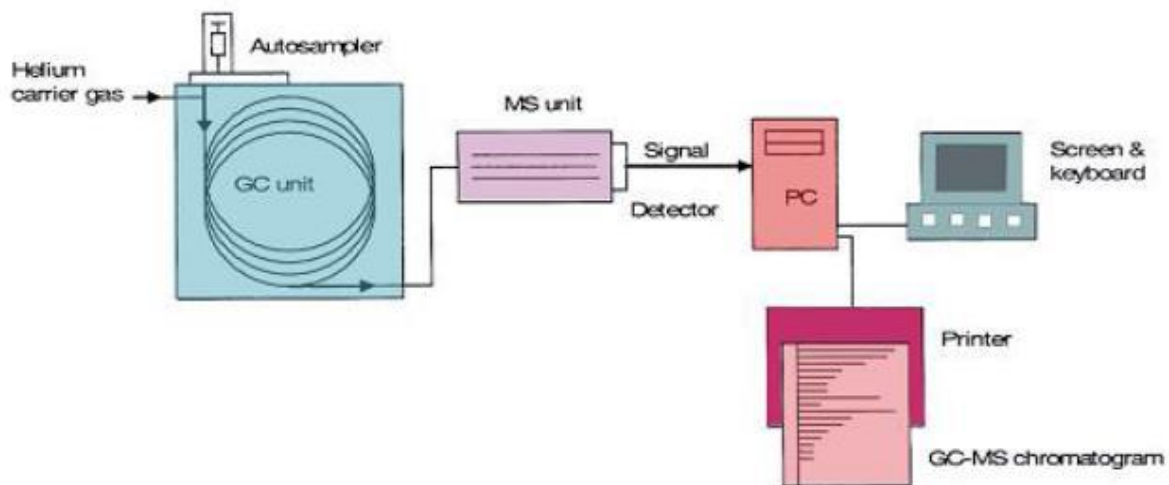 Autosampler
Helium
carrier gas
GC unit
MS unit
Signal
Detector
PC
Screen &
keyboard
Printer
GC-MS chromatogram